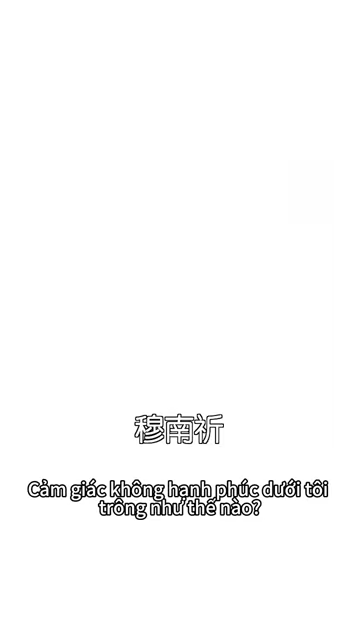 穆南祈
Cảm giác không hạnh phúc dưới tôi
trông như thế nào?